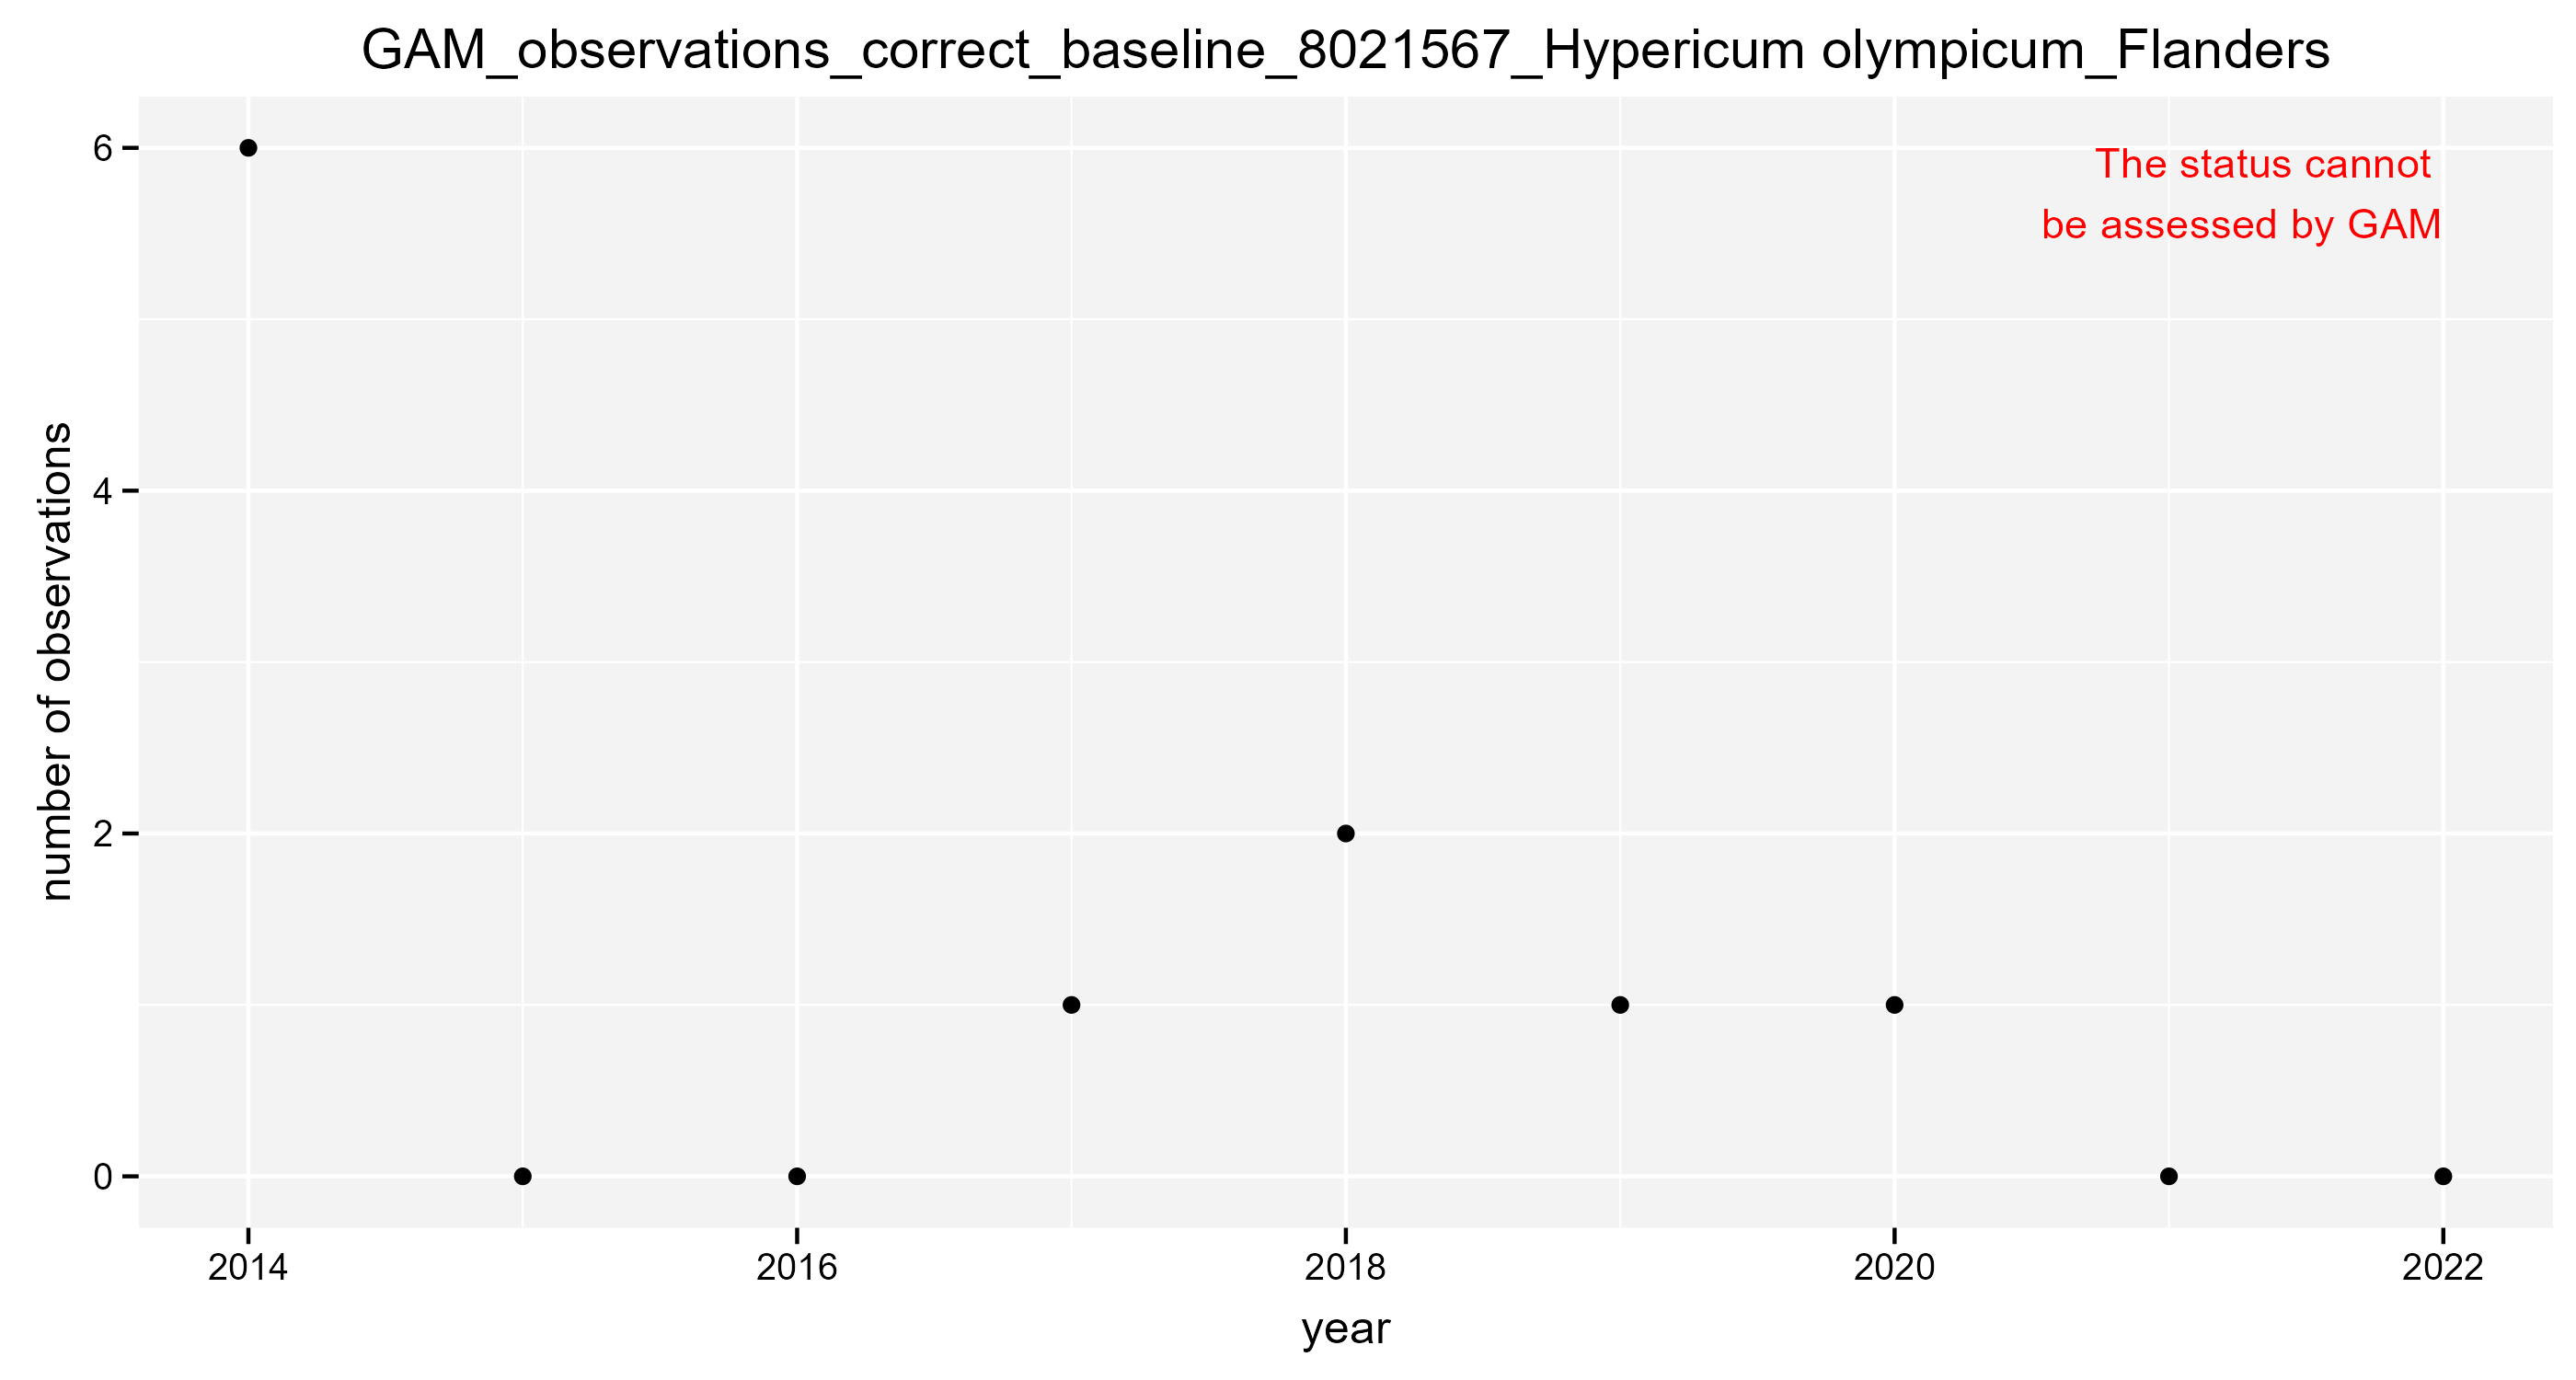 GAM_observations_correct_baseline_8021567_Hypericum olympicum_Flanders
The status cannot
be assessed by GAM
number of observations
6
4
2
0
2014 2016 2018 2020 2022
year